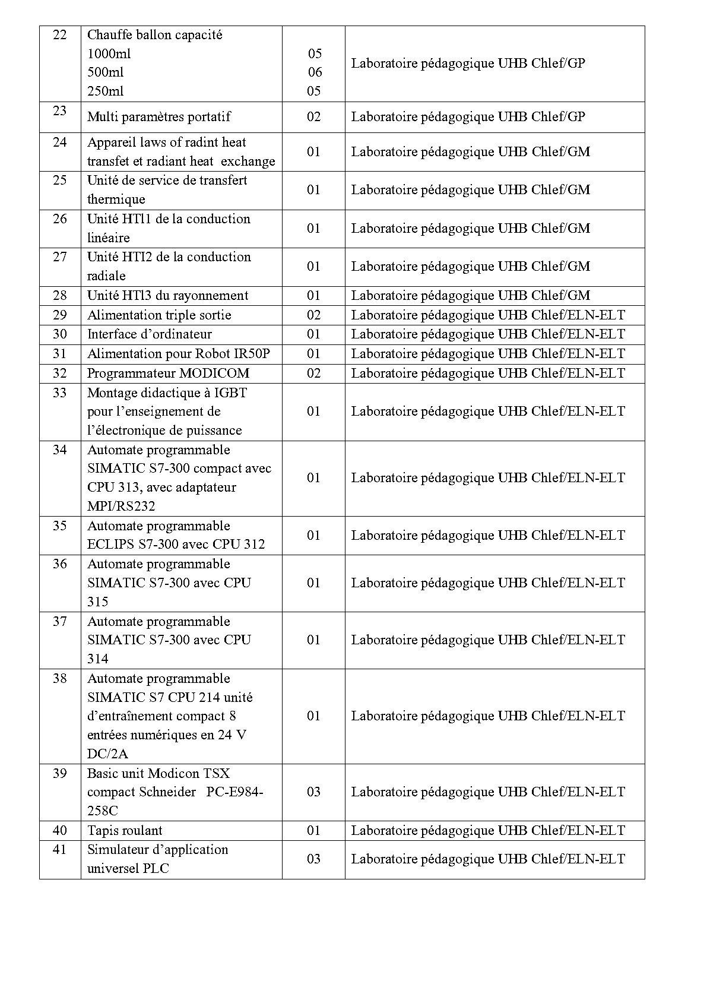 22 Chauffe ballon capacité
1000ml 05
500ml 06
250ml 05
Laboratoire pédagogique UHB Chlef/GP
23 Multi paramètres portatif 02 Laboratoire pédagogique UHB Chlef/GP
24 Appareil laws of radint heat
transfet et radiant heat exchange 01 Laboratoire pédagogique UHB Chlef/GM
25 Unité de service de transfert
thermique 01 Laboratoire pédagogique UHB Chlef/GM
26 Unité HTl1 de la conduction
linéaire 01 Laboratoire pédagogique UHB Chlef/GM
27 Unité HTI2 de la conduction
radiale 01 Laboratoire pédagogique UHB Chlef/GM
28 Unité HTl3 du rayonnement 01 Laboratoire pédagogique UHB Chlef/GM
29 Alimentation triple sortie 02 Laboratoire pédagogique UHB Chlef/ELN-ELT
30 Interface d’ordinateur 01 Laboratoire pédagogique UHB Chlef/ELN-ELT
31 Alimentation pour Robot IR50P 01 Laboratoire pédagogique UHB Chlef/ELN-ELT
32 Programmateur MODICOM 02 Laboratoire pédagogique UHB Chlef/ELN-ELT
33 Montage didactique à IGBT
pour l’enseignement de 01 Laboratoire pédagogique UHB Chlef/ELN-ELT
l’électronique de puissance
34 Automate programmable
SIMATIC S7-300 compact avec
CPU 313, avec adaptateur
MPI/RS232
01 Laboratoire pédagogique UHB Chlef/ELN-ELT
35 Automate programmable
ECLIPS S7-300 avec CPU 312 01 Laboratoire pédagogique UHB Chlef/ELN-ELT
36 Automate programmable
SIMATIC S7-300 avec CPU 01 Laboratoire pédagogique UHB Chlef/ELN-ELT
315
37 Automate programmable
SIMATIC S7-300 avec CPU 01 Laboratoire pédagogique UHB Chlef/ELN-ELT
314
38 Automate programmable
SIMATIC S7 CPU 214 unité
d’entraînement compact 8 01 Laboratoire pédagogique UHB Chlef/ELN-ELT
entrées numériques en 24 V
DC/2A
39 Basic unit Modicon TSX
compact Schneider PC-E984- 03 Laboratoire pédagogique UHB Chlef/ELN-ELT
258C
40 Tapis roulant 01 Laboratoire pédagogique UHB Chlef/ELN-ELT
41 Simulateur d’application
universel PLC 03 Laboratoire pédagogique UHB Chlef/ELN-ELT